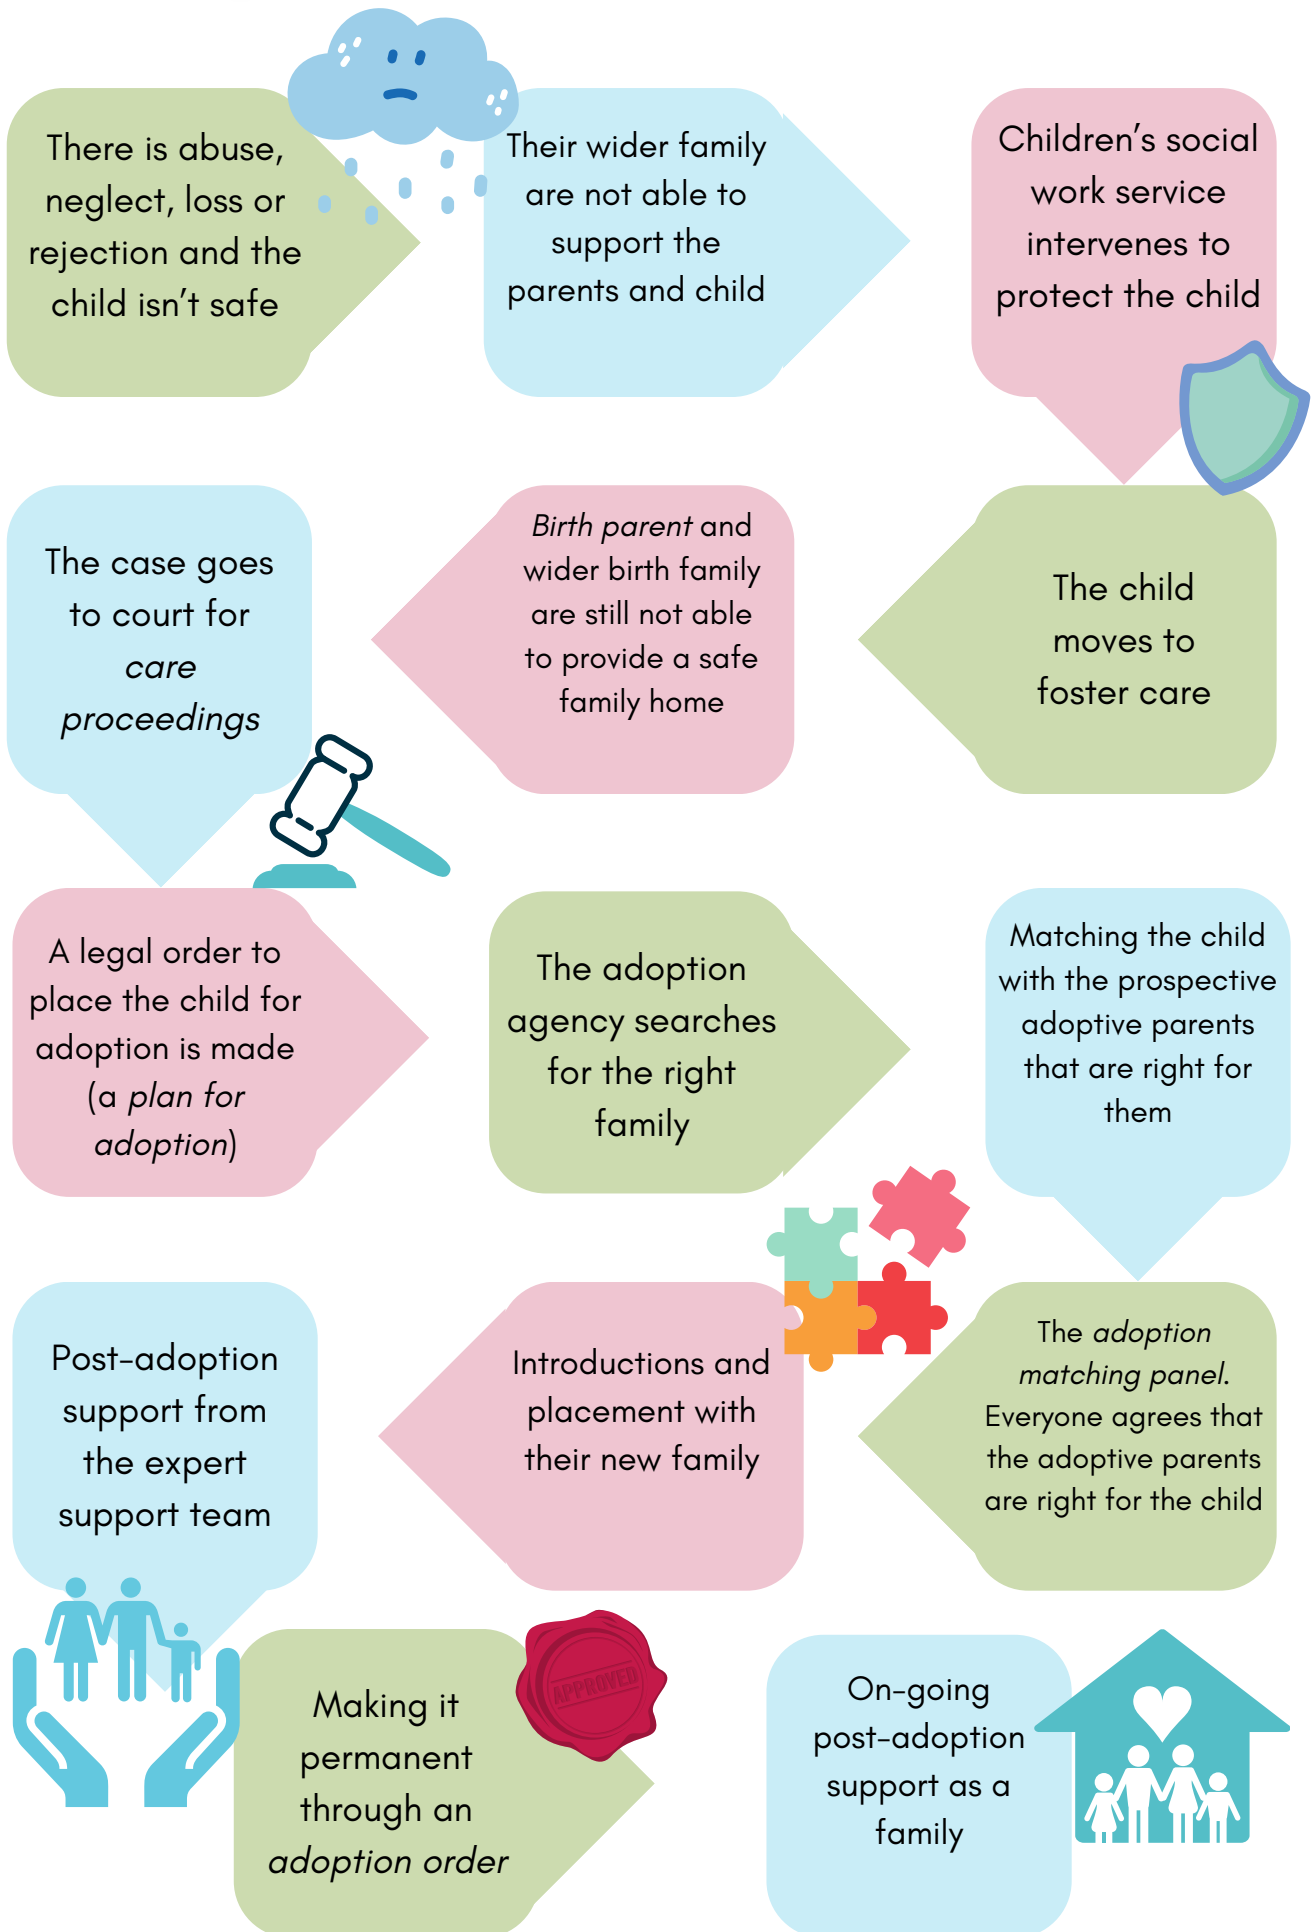 There is abuse,
neglect, loss or
rejection and the
child isn't safe
Their wider family
are not able to
support the
parents and child
Children's social
work service
intervenes to
protect the child
The child
moves to
foster care
Birth parent and
wider birth family
are still not able
to provide a safe
family home
The case goes
to court for
care
proceedings
A legal order to
place the child for
adoption is made
(a plan for
adoption)
The adoption
agency searches
for the right
family
Matching the child
with the prospective
adoptive parents
that are right for
them
The adoption
matching panel.
Everyone agrees that
the adoptive parents
are right for the child
Introductions and
placement with
their new family
Post-adoption
support from
the expert
support team
Making it
permanent
through an
adoption order
APPROVED
On-going
post-adoption
support as a
family